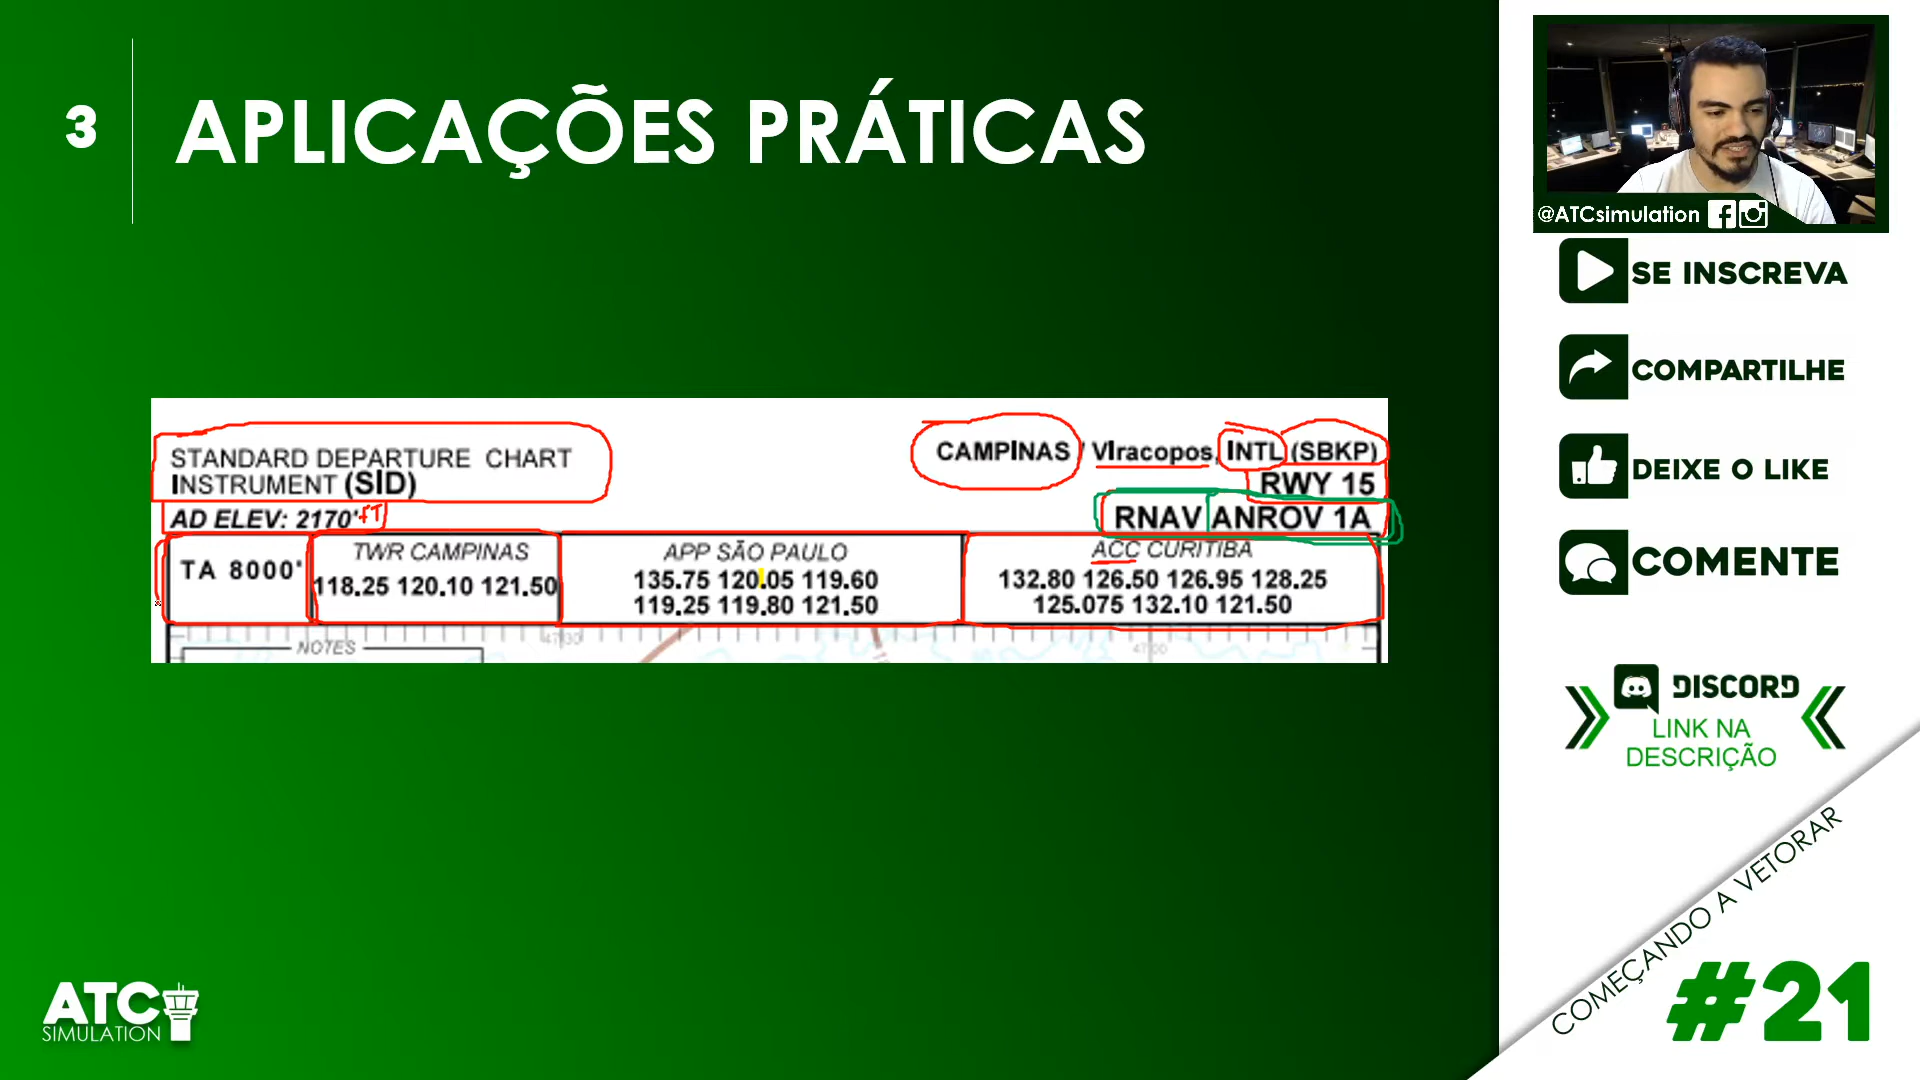 3
APLICAÇÕES PRÁTICAS
STANDARD DEPARTURE CHART
INSTRUMENT (SID)
AD ELEV: 2170' FT
CAMPINAS / VIracopos, INTL (SBKP)
RWY 15
RNAV ANROV 1A
TA 8000'
TWR CAMPINAS
118.25 120.10 121.50
APP SÃO PAULO
135.75 120.05 119.60
119.25 119.80 121.50
ACC CURITIBA
132.80 126.50 126.95 128.25
125.075 132.10 121.50
NOTES
47 30
47 00
@ATCsimulation
SE INSCREVA
COMPARTILHE
DEIXE O LIKE
COMENTE
DISCORD
LINK NA
DESCRIÇÃO
COMEÇANDO A VETORAR
#21
ATC
SIMULATION